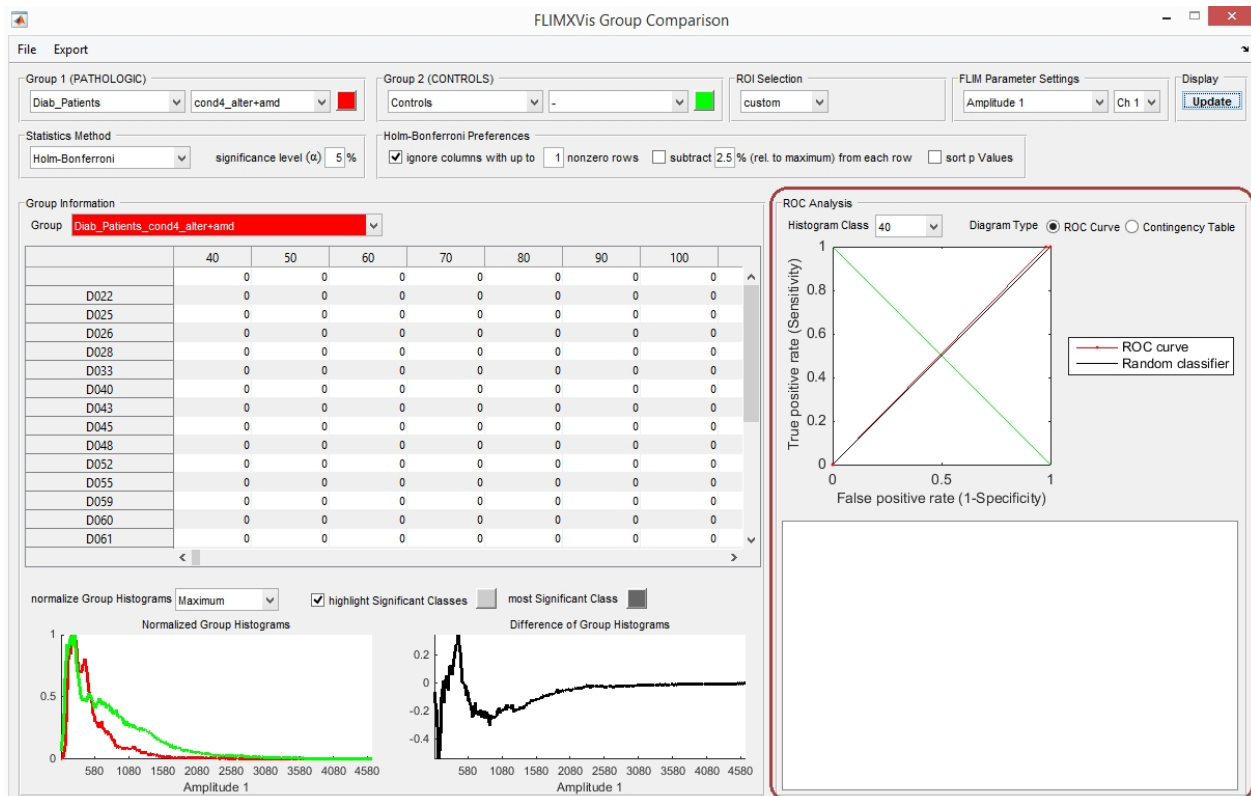 FLIMXVis Group Comparison
File Export
Group 1 (PATHOLOGIC)
Diab_Patients cond4_alter+amd
Group 2 (CONTROLS)
Controls -
ROI Selection
custom
FLIM Parameter Settings
Amplitude 1 Ch 1
Display
Update
Statistics Method
Holm-Bonferroni significance level (α) 5 %
Holm-Bonferroni Preferences
ignore columns with up to 1 nonzero rows subtract 2.5 % (rel. to maximum) from each row sort p Values
Group Information
Group Diab_Patients_cond4_alter+amd
40 50 60 70 80 90 100
0 0 0 0 0 0 0
D022 0 0 0 0 0 0 0
D025 0 0 0 0 0 0 0
D026 0 0 0 0 0 0 0
D028 0 0 0 0 0 0 0
D033 0 0 0 0 0 0 0
D040 0 0 0 0 0 0 0
D043 0 0 0 0 0 0 0
D045 0 0 0 0 0 0 0
D048 0 0 0 0 0 0 0
D052 0 0 0 0 0 0 0
D055 0 0 0 0 0 0 0
D059 0 0 0 0 0 0 0
D060 0 0 0 0 0 0 0
D061 0 0 0 0 0 0 0
normalize Group Histograms Maximum highlight Significant Classes most Significant Class
Normalized Group Histograms
1
0.5
0
580 1080 1580 2080 2580 3080 3580 4080 4580
Amplitude 1
Difference of Group Histograms
0.2
0
-0.2
-0.4
580 1080 1580 2080 2580 3080 3580 4080 4580
Amplitude 1
ROC Analysis
Histogram Class 40 Diagram Type ROC Curve Contingency Table
True positive rate (Sensitivity)
1
0.8
0.6
0.4
0.2
0
0 0.5 1
False positive rate (1-Specificity)
ROC curve
Random classifier